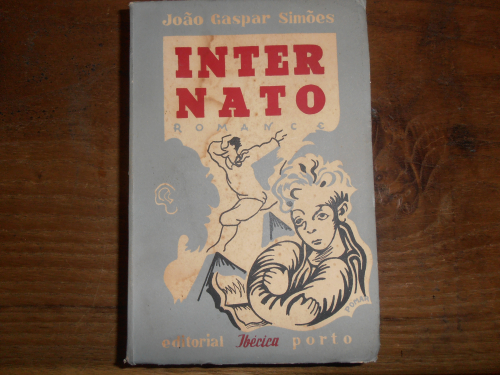 João Gaspar Simões
INTER
NATO
ROMANCE
editorial Ibérica porto